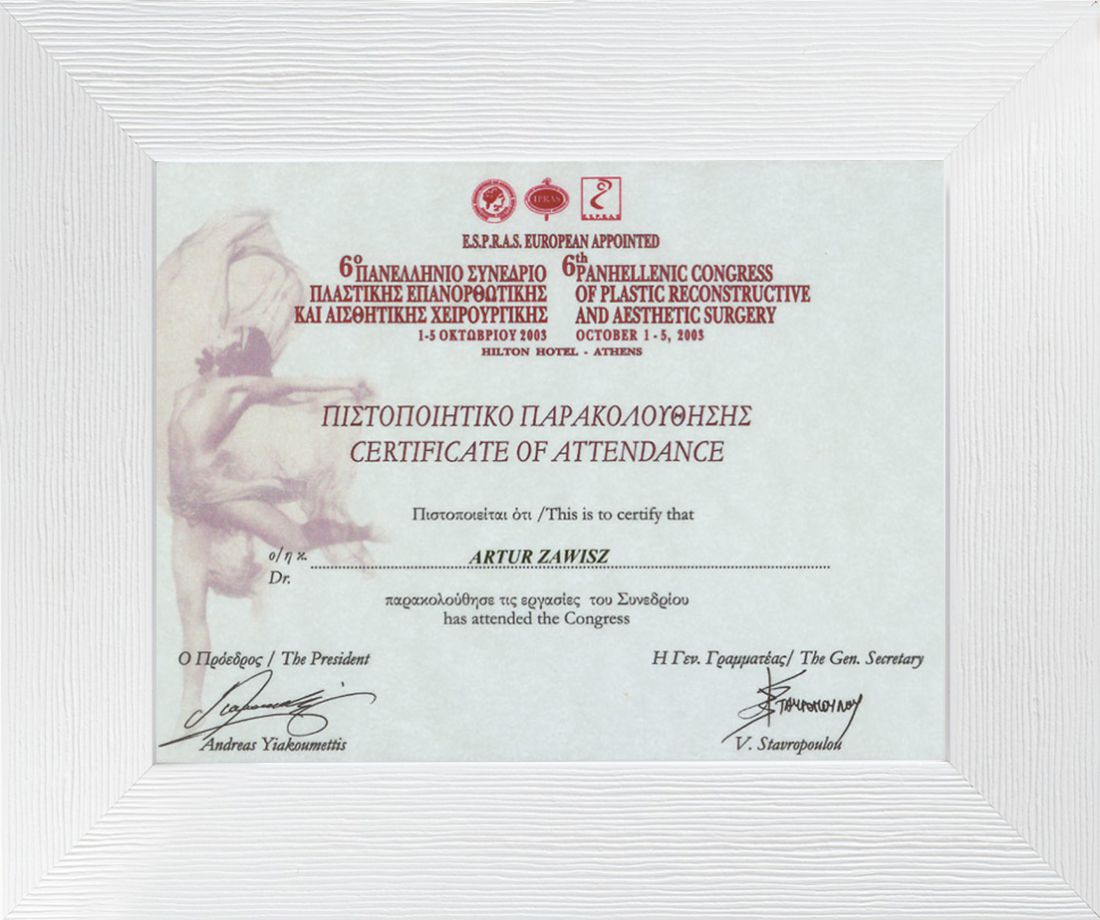 IPRAS
E.S.P.R.A.S.
E.S.P.R.A.S. EUROPEAN APPOINTED
6ο ΠΑΝΕΛΛΗΝΙΟ ΣΥΝΕΔΡΙΟ
ΠΛΑΣΤΙΚΗΣ ΕΠΑΝΟΡΘΩΤΙΚΗΣ
ΚΑΙ ΑΙΣΘΗΤΙΚΗΣ ΧΕΙΡΟΥΡΓΙΚΗΣ
1-5 ΟΚΤΩΒΡΙΟΥ 2003
6th PANHELLENIC CONGRESS
OF PLASTIC RECONSTRUCTIVE
AND AESTHETIC SURGERY
OCTOBER 1 - 5, 2003
HILTON HOTEL - ATHENS
ΠΙΣΤΟΠΟΙΗΤΙΚΟ ΠΑΡΑΚΟΛΟΥΘΗΣΗΣ
CERTIFICATE OF ATTENDANCE
Πιστοποιείται ότι /This is to certify that
ο/η κ. ARTUR ZAWISZ
Dr.
παρακολούθησε τις εργασίες του Συνεδρίου
has attended the Congress
Ο Πρόεδρος / The President
Andreas Yiakoumettis
Η Γεν. Γραμματέας/ The Gen. Secretary
Σταυροπούλου
V. Stavropoulou